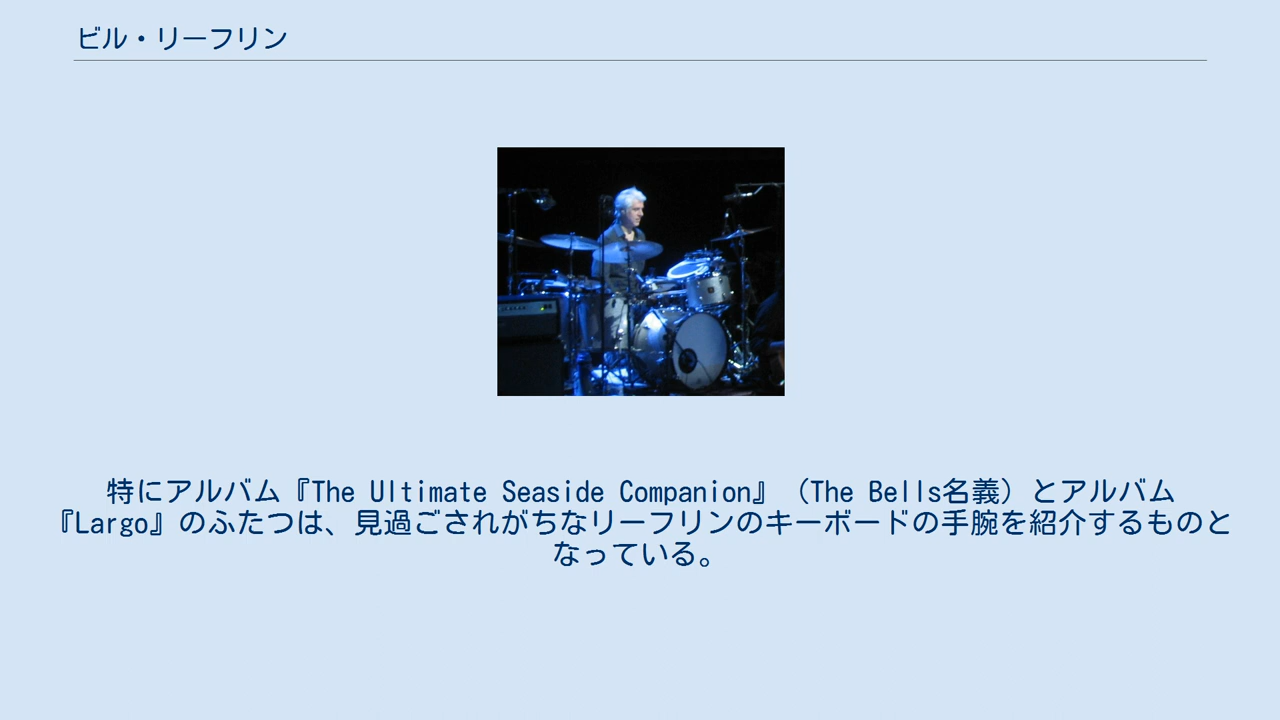 ビル・リーフリン
特にアルバム『The Ultimate Seaside Companion』（The Bells名義）とアルバム
『Largo』のふたつは、見過ごされがちなリーフリンのキーボードの手腕を紹介するものと
なっている。